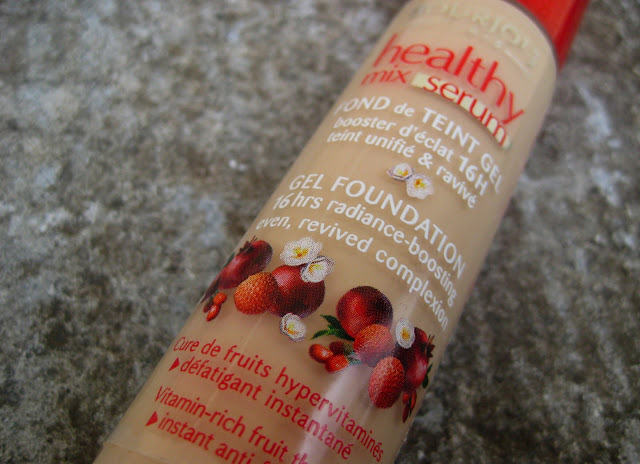 BOURJOIS
healthy
mix serum
FOND de TEINT GEL
booster d'éclat 16H
teint unifié & ravivé
GEL FOUNDATION
16 hrs radiance-boosting
even, revived complexion
Cure de fruits hypervitaminés
défatigant instantané
Vitamin-rich fruit
instant anti